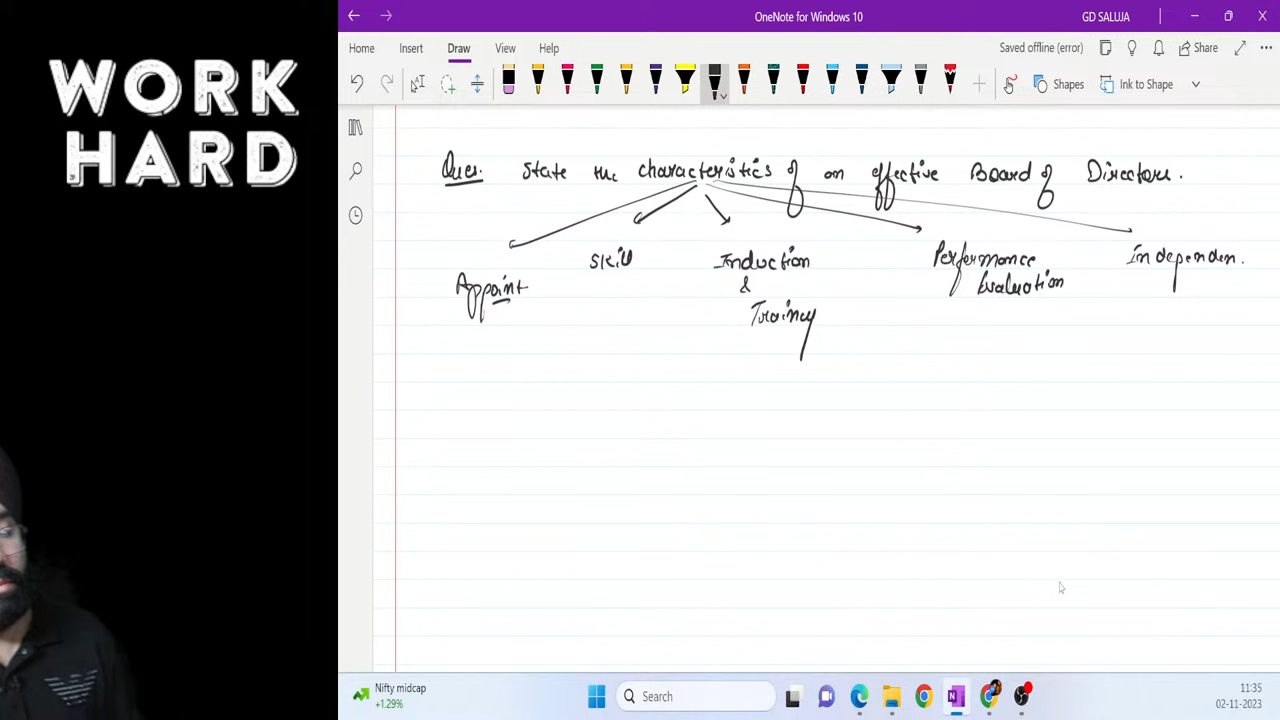 WORK
HARD
OneNote for Windows 10
GD SALUJA
Home
Insert
Draw
View
Help
Saved offline (error)
Share
Shapes
Ink to Shape
Ques. State the characteristics of an effective Board of Directors.
Appoint
Skill
Induction
&
Training
Performance
Evaluation
Independen.
Nifty midcap
+1.29%
Search
11:35
02-11-2023